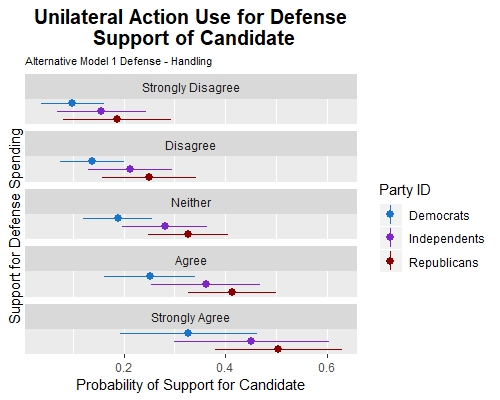 Unilateral Action Use for Defense
Support of Candidate
Alternative Model 1 Defense - Handling
Support for Defense Spending
Strongly Disagree
Disagree
Neither
Agree
Strongly Agree
0.2 0.4 0.6
Probability of Support for Candidate
Party ID
Democrats
Independents
Republicans